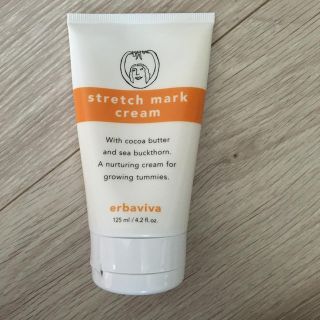 stretch mark
cream
With cocoa butter
and sea buckthorn.
A nurturing cream for
growing tummies.
erbaviva
125 ml / 4.2 fl.oz.